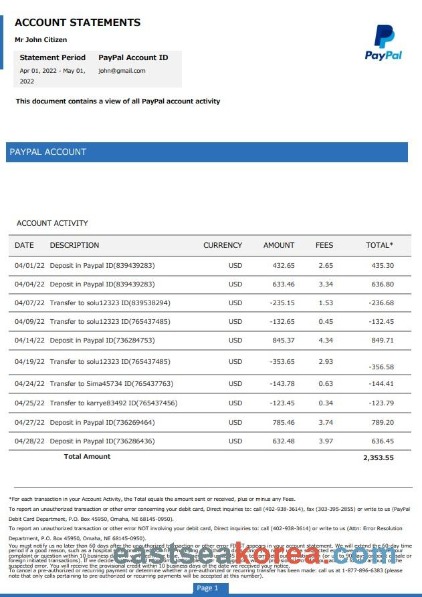 ACCOUNT STATEMENTS
Mr John Citizen
Statement Period PayPal Account ID
Apr 01, 2022 - May 01, john@gmail.com
2022
PayPal
This document contains a view of all PayPal account activity
PAYPAL ACCOUNT
ACCOUNT ACTIVITY
DATE DESCRIPTION CURRENCY AMOUNT FEES TOTAL*
04/01/22 Deposit in Paypal ID(839439283) USD 432.65 2.65 435.30
04/04/22 Deposit in Paypal ID(839439283) USD 633.46 3.34 636.80
04/07/22 Transfer to solu12323 ID(839538294) USD -235.15 1.53 -236.68
04/09/22 Transfer to solu12323 ID(765437485) USD -132.65 0.45 -132.45
04/14/22 Deposit in Paypal ID(736284753) USD 845.37 4.34 849.71
04/19/22 Transfer to solu12323 ID(765437485) USD -353.65 2.93 -356.58
04/24/22 Transfer to Sima45734 ID(765437763) USD -143.78 0.63 -144.41
04/25/22 Transfer to karrye83492 ID(765437456) USD -123.45 0.34 -123.79
04/27/22 Deposit in Paypal ID(736269464) USD 785.46 3.74 789.20
04/28/22 Deposit in Paypal ID(736286436) USD 632.48 3.97 636.45
Total Amount 2,353.55
*For each transaction in your Account Activity, the Total equals the amount sent or received, plus or minus any Fees.
To report an unauthorized transaction or other error concerning your debit card, Direct inquiries to: call (402-938-3614), fax (303-395-2855) or write to us (PayPal
Debit Card Department, P.O. Box 45950, Omaha, NE 68145-0950).
To report an unauthorized transaction or other error NOT involving your debit card, Direct inquiries to: call (402-938-3614) or write to us (Attn: Error Resolution
Department, P.O. Box 45950, Omaha, NE 68145-0950).
You must notify us no later than 60 days after the unauthorized transaction or other error FIRST appears in your account statement. We will extend the 60-day time
period if a good reason, such as a hospital
complaint or question within 10 business
foreign initiated transactions). If we
suspected error. You will receive the provisional credit within 10 business days of the date we received your notice.
To cancel a pre-authorized or recurring payment or determine whether a pre-authorized or recurring transfer has been made: call us at 1-877-896-6383 (please
note that only calls pertaining to pre-authorized or recurring payments will be accepted at this number).
eastseakorea.com
Page 1